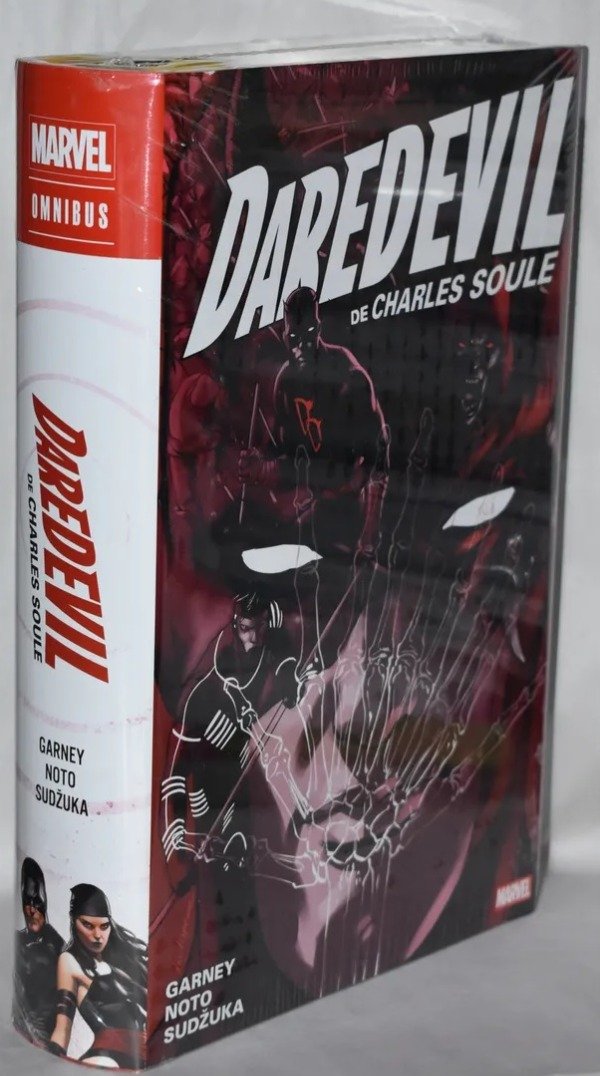 MARVEL
OMNIBUS
DAREDEVIL
DE CHARLES SOULE
GARNEY
NOTO
SUDŽUKA
DAREDEVIL
DE CHARLES SOULE
MARVEL
GARNEY
NOTO
SUDŽUKA